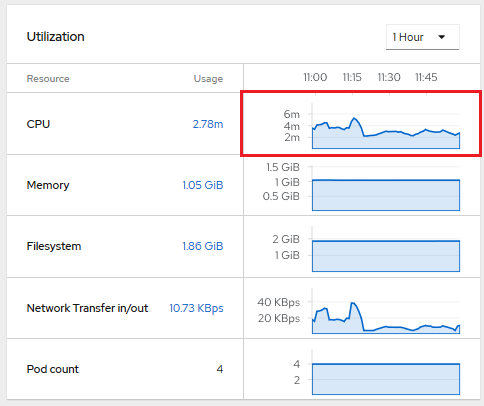 Utilization
1 Hour
Resource Usage 11:00 11:15 11:30 11:45
CPU 2.78m 6m 4m 2m
Memory 1.05 GiB 1.5 GiB 1 GiB 0.5 GiB
Filesystem 1.86 GiB 2 GiB 1 GiB
Network Transfer in/out 10.73 KBps 40 KBps 20 KBps
Pod count 4 4 2